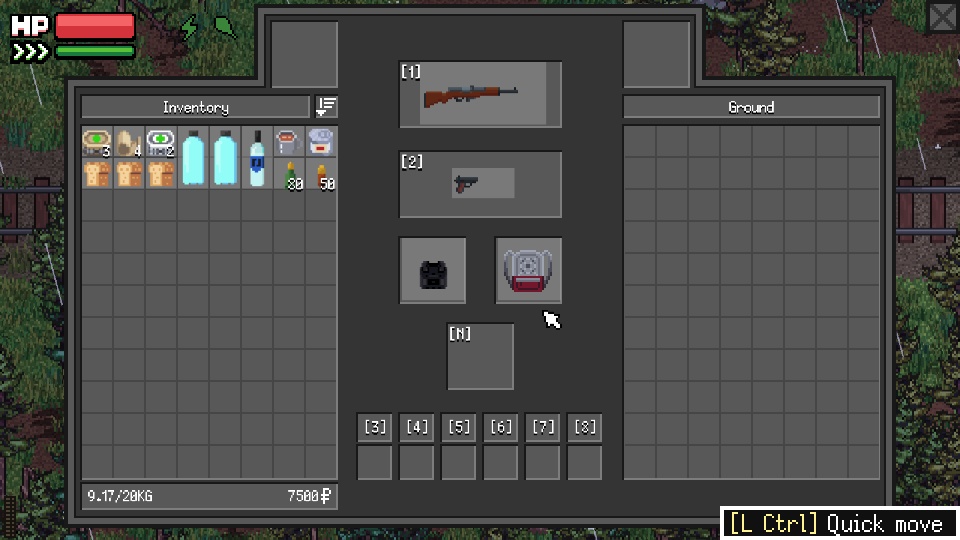 HP
>>>
Inventory
Ground
[1]
[2]
[N]
3
4
2
80
50
[3] [4] [5] [6] [7] [8]
9.17/20KG 7500₽
[L Ctrl] Quick move